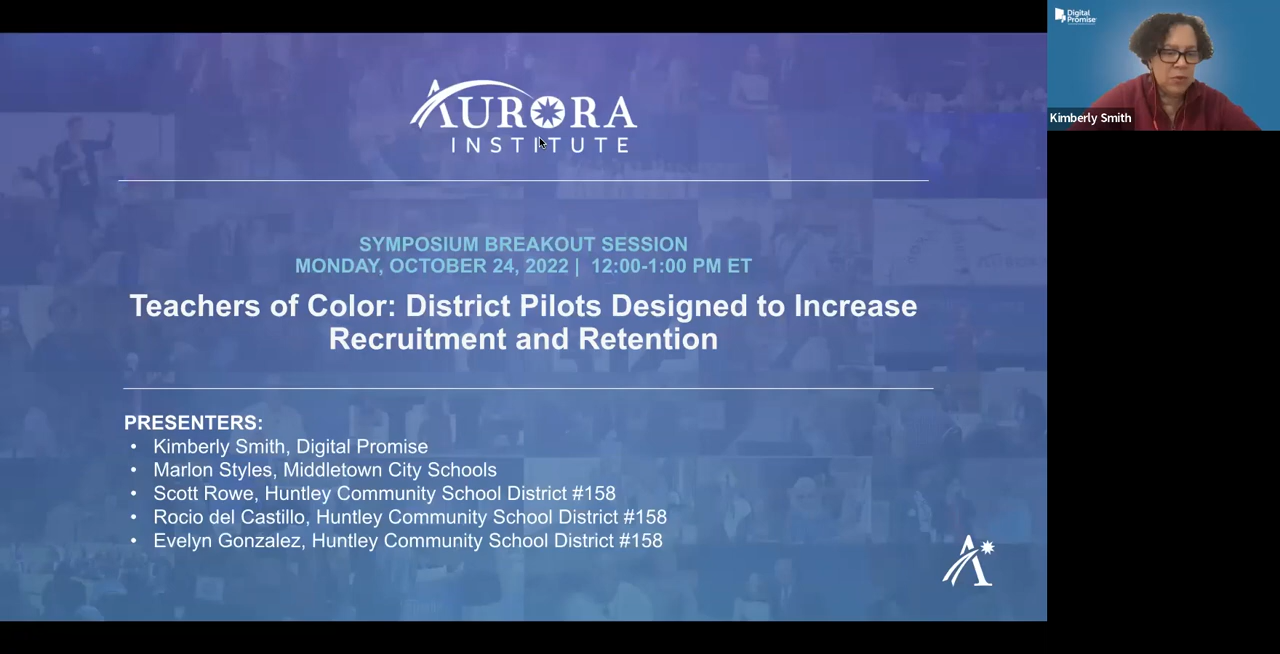 AURORA
INSTITUTE
SYMPOSIUM BREAKOUT SESSION
MONDAY, OCTOBER 24, 2022 | 12:00-1:00 PM ET
Teachers of Color: District Pilots Designed to Increase
Recruitment and Retention
PRESENTERS:
• Kimberly Smith, Digital Promise
• Marlon Styles, Middletown City Schools
• Scott Rowe, Huntley Community School District #158
• Rocio del Castillo, Huntley Community School District #158
• Evelyn Gonzalez, Huntley Community School District #158
A
Digital
Promise
Kimberly Smith